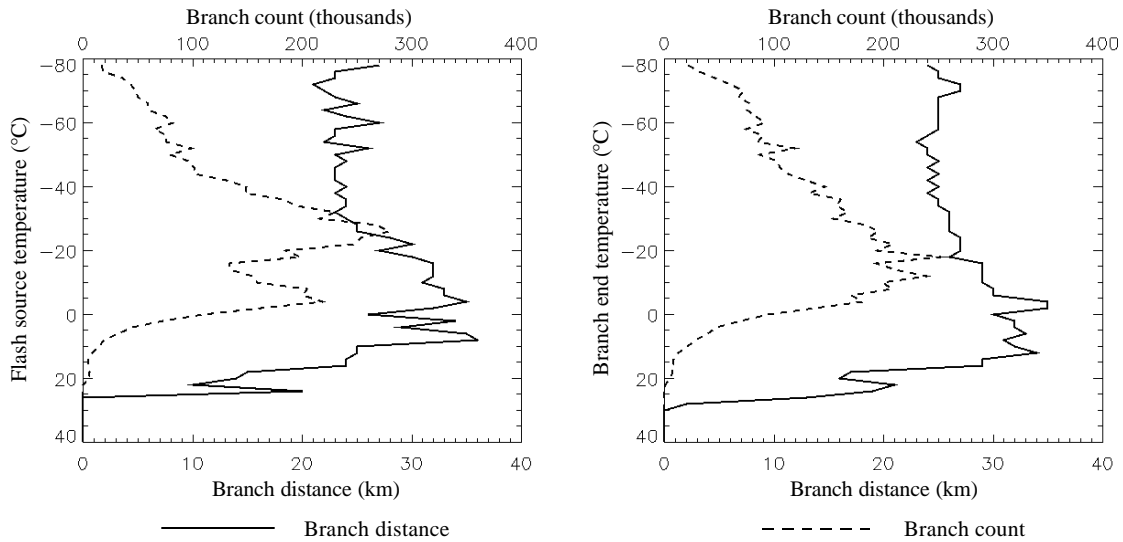 Branch count (thousands) Branch count (thousands)
0 100 200 300 400 0 100 200 300 400
Flash source temperature (°C)
−80
−60
−40
−20
0
20
40
Branch end temperature (°C)
−80
−60
−40
−20
0
20
40
0 10 20 30 40 0 10 20 30 40
Branch distance (km) Branch distance (km)
Branch distance Branch count